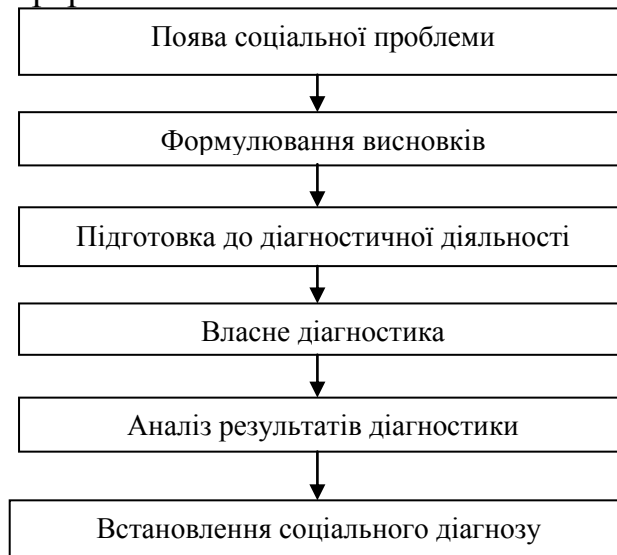 Поява соціальної проблеми
Формулювання висновків
Підготовка до діагностичної діяльності
Власне діагностика
Аналіз результатів діагностики
Встановлення соціального діагнозу